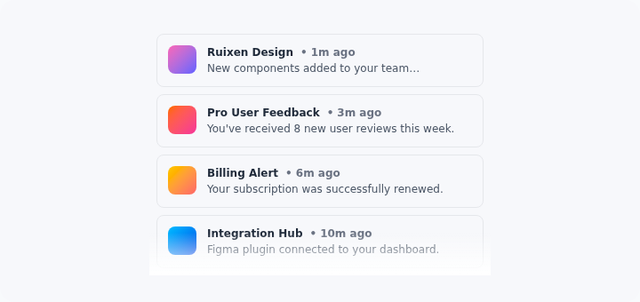 Ruixen Design • 1m ago
New components added to your team…
Pro User Feedback • 3m ago
You've received 8 new user reviews this week.
Billing Alert • 6m ago
Your subscription was successfully renewed.
Integration Hub • 10m ago
Figma plugin connected to your dashboard.